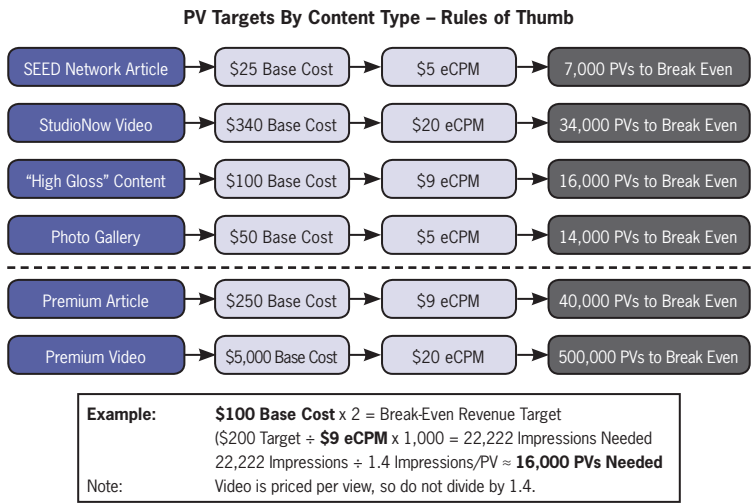 PV Targets By Content Type – Rules of Thumb
SEED Network Article $25 Base Cost $5 eCPM 7,000 PVs to Break Even
StudioNow Video $340 Base Cost $20 eCPM 34,000 PVs to Break Even
“High Gloss” Content $100 Base Cost $9 eCPM 16,000 PVs to Break Even
Photo Gallery $50 Base Cost $5 eCPM 14,000 PVs to Break Even
Premium Article $250 Base Cost $9 eCPM 40,000 PVs to Break Even
Premium Video $5,000 Base Cost $20 eCPM 500,000 PVs to Break Even
Example: $100 Base Cost x 2 = Break-Even Revenue Target
($200 Target ÷ $9 eCPM x 1,000 = 22,222 Impressions Needed
22,222 Impressions ÷ 1.4 Impressions/PV ≈ 16,000 PVs Needed
Note: Video is priced per view, so do not divide by 1.4.